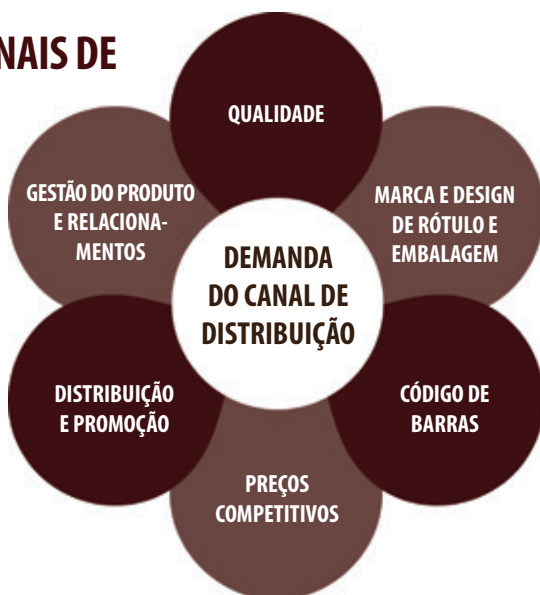 NAIS DE
QUALIDADE
GESTÃO DO PRODUTO
E RELACIONA-
MENTOS
MARCA E DESIGN
DE RÓTULO E
EMBALAGEM
DEMANDA
DO CANAL DE
DISTRIBUIÇÃO
DISTRIBUIÇÃO
E PROMOÇÃO
CÓDIGO DE
BARRAS
PREÇOS
COMPETITIVOS